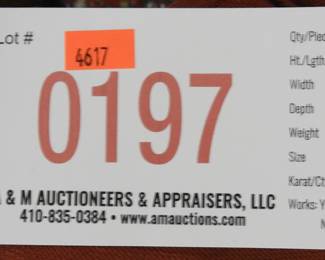 Lot #
4617
0197
& M AUCTIONEERS & APPRAISERS, LLC
410-835-0384 • www.amauctions.com
Qty/Piec
Ht./Lgth
Width
Depth
Weight
Size
Karat/Ct
Works: Y
N